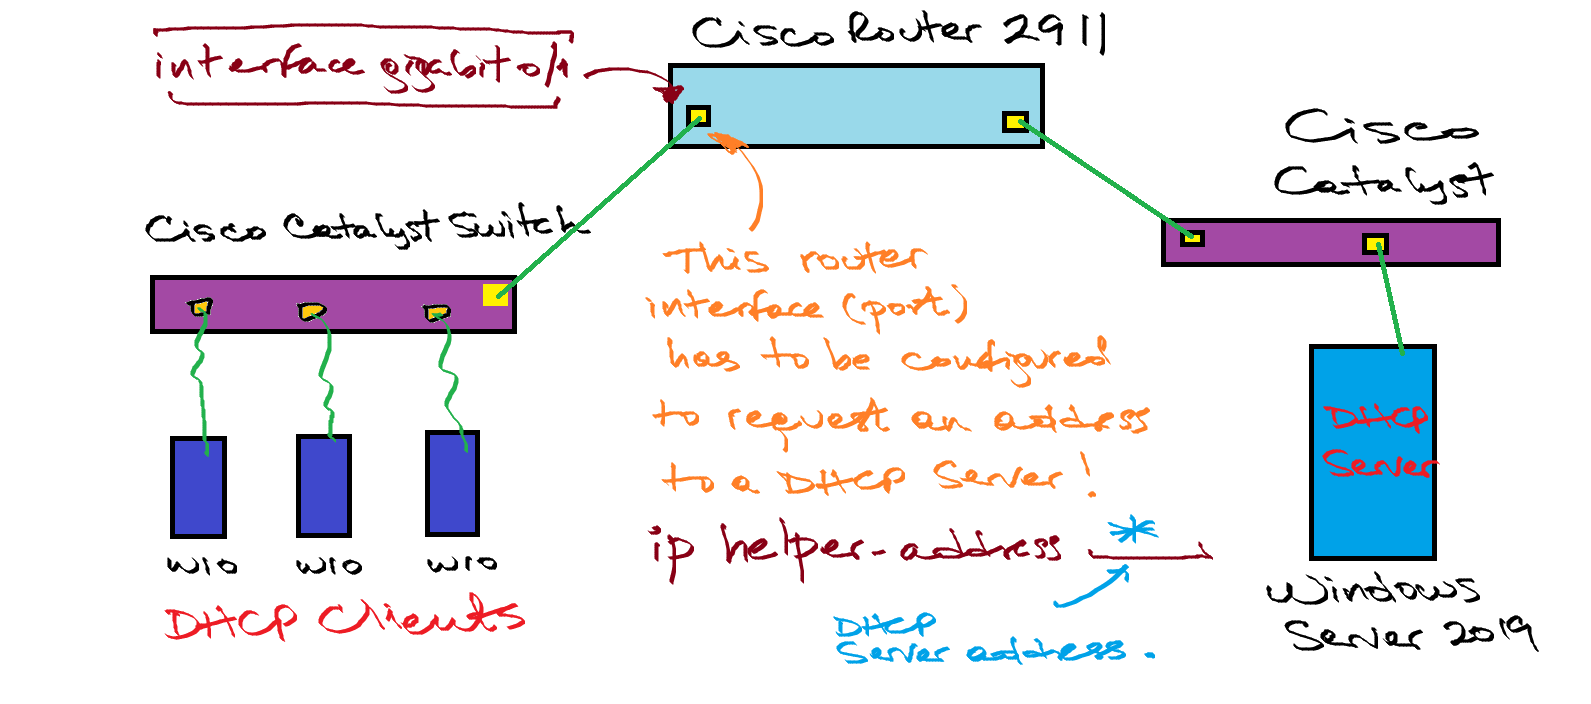 Cisco Router 2911
interface gigabit 0/1
Cisco
Catalyst
Cisco Catalyst Switch
This router
interface (port)
has to be configured
to request an address
to a DHCP Server!
ip helper-address * 
DHCP
Server address.
DHCP
Server
Windows
Server 2019
W10 W10 W10
DHCP Clients